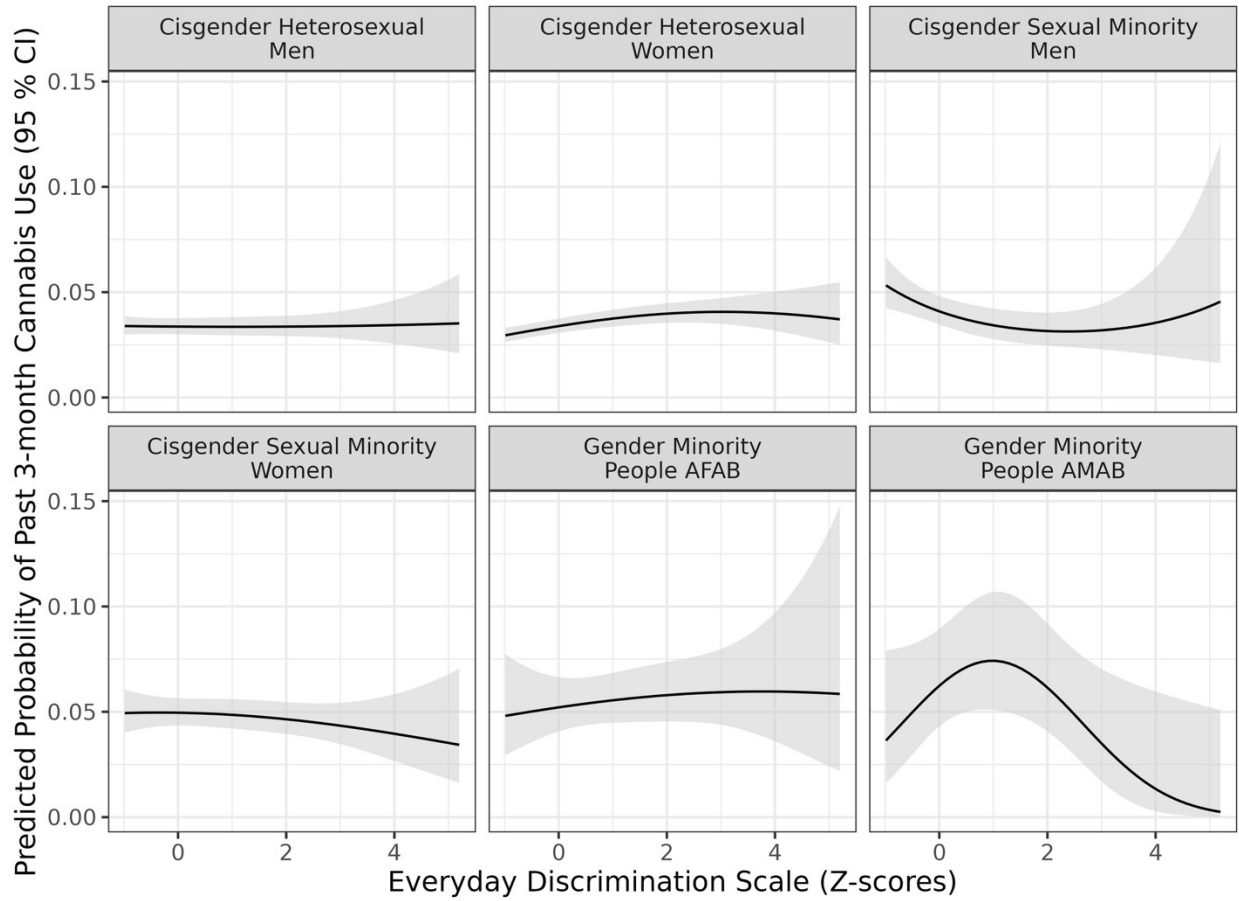 Predicted Probability of Past 3-month Cannabis Use (95 % CI)
Cisgender Heterosexual
Men
Cisgender Heterosexual
Women
Cisgender Sexual Minority
Men
0.15
0.10
0.05
0.00
Cisgender Sexual Minority
Women
Gender Minority
People AFAB
Gender Minority
People AMAB
0.15
0.10
0.05
0.00
0 2 4
0 2 4
0 2 4
Everyday Discrimination Scale (Z-scores)